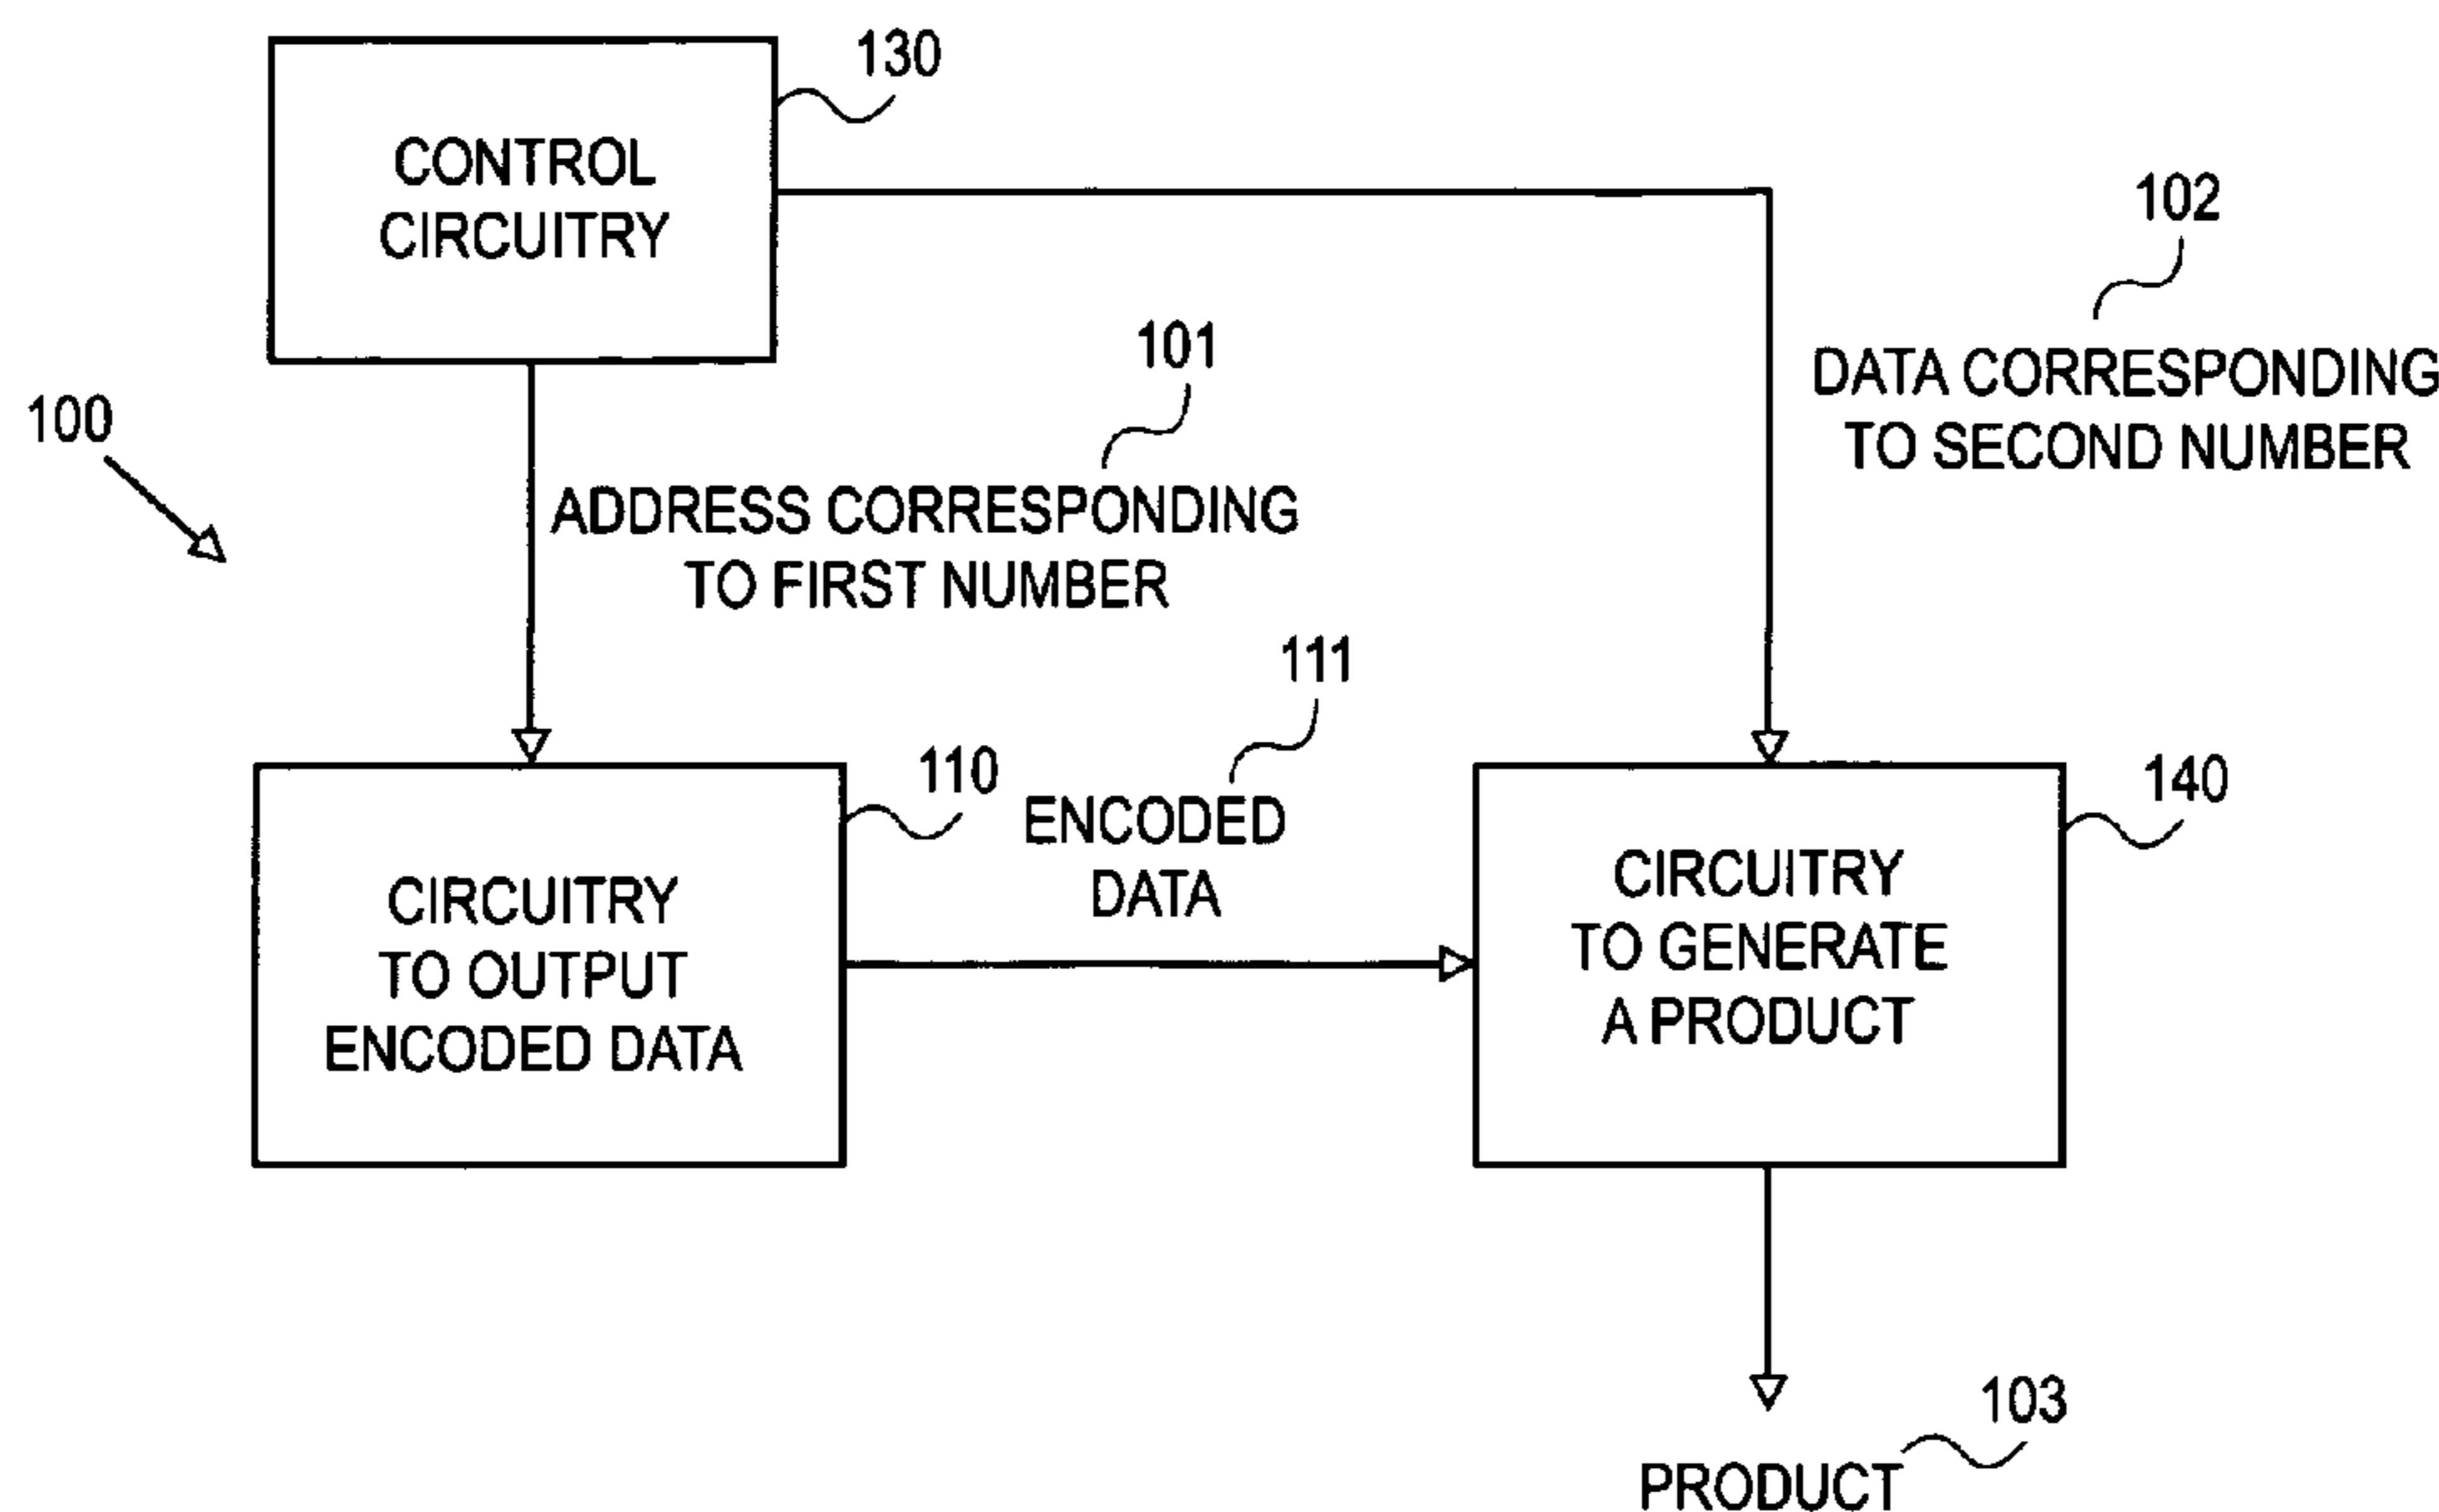 130
CONTROL
CIRCUITRY
102
DATA CORRESPONDING
TO SECOND NUMBER
101
100
ADDRESS CORRESPONDING
TO FIRST NUMBER
111
110
ENCODED
DATA
140
CIRCUITRY
TO OUTPUT
ENCODED DATA
CIRCUITRY
TO GENERATE
A PRODUCT
103
PRODUCT